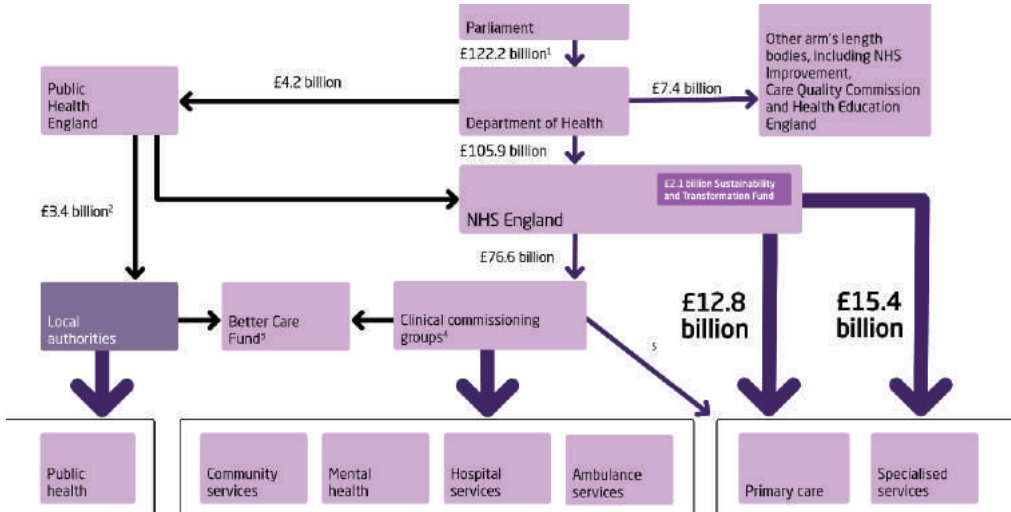 Parliament
£122.2 billion¹
Other arm's length
bodies, including NHS
Improvement,
Care Quality Commission
and Health Education
England
£4.2 billion
£7.4 billion
Public
Health
England
Department of Health
£105.9 billion
£2.1 billion Sustainability
and Transformation Fund
NHS England
£3.4 billion²
£76.6 billion
£12.8
billion
£15.4
billion
Local
authorities
Better Care
Fund³
Clinical commissioning
groups⁴
5
Public
health
Community
services
Mental
health
Hospital
services
Ambulance
services
Primary care
Specialised
services